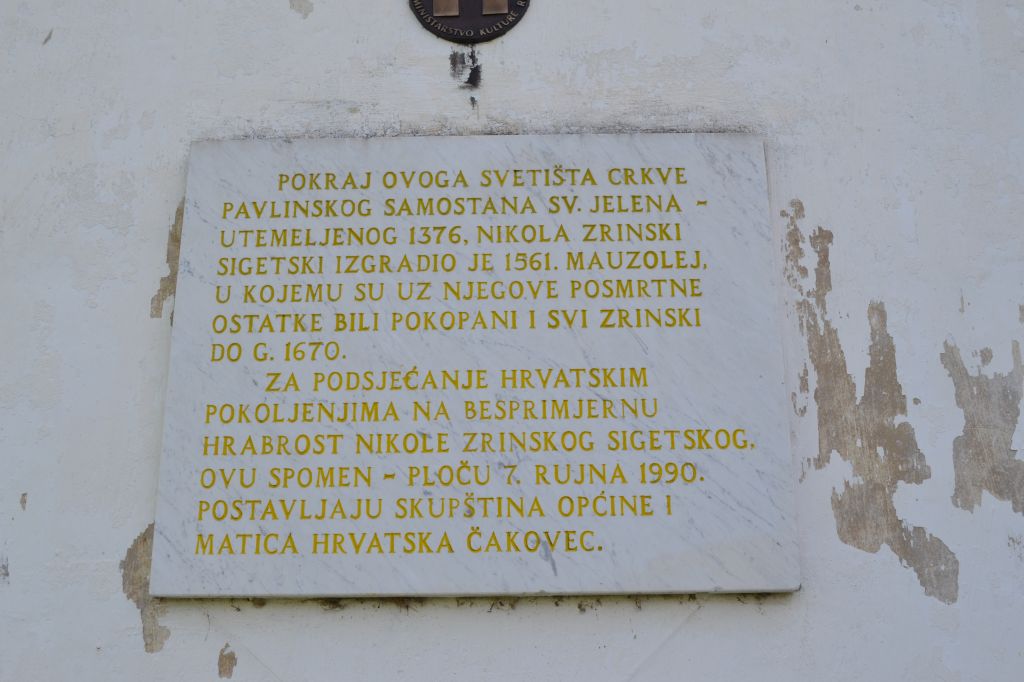 MINISTARSTVO KULTURE R
POKRAJ OVOGA SVETIŠTA CRKVE
PAVLINSKOG SAMOSTANA SV. JELENA -
UTEMELJENOG 1376, NIKOLA ZRINSKI
SIGETSKI IZGRADIO JE 1561. MAUZOLEJ,
U KOJEMU SU UZ NJEGOVE POSMRTNE
OSTATKE BILI POKOPANI I SVI ZRINSKI
DO G. 1670.
ZA PODSJEĆANJE HRVATSKIM
POKOLJENJIMA NA BESPRIMJERNU
HRABROST NIKOLE ZRINSKOG SIGETSKOG,
OVU SPOMEN - PLOČU 7. RUJNA 1990.
POSTAVLJAJU SKUPŠTINA OPĆINE I
MATICA HRVATSKA ČAKOVEC.